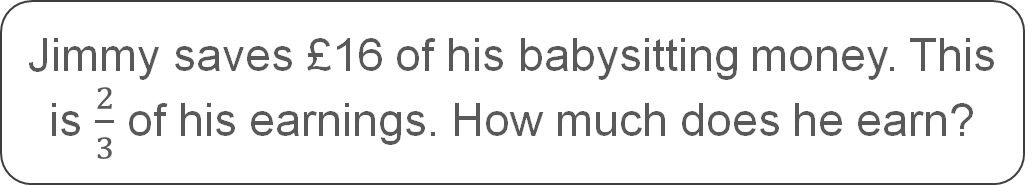 Jimmy saves £16 of his babysitting money. This
is 2/3 of his earnings. How much does he earn?